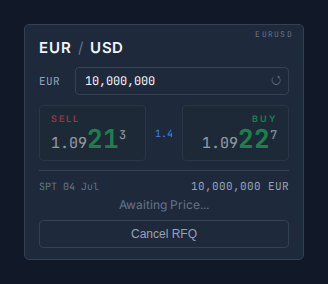 EURUSD
EUR / USD
EUR 10,000,000
SELL BUY
1.09213 1.4 1.09227
SPT 04 Jul 10,000,000 EUR
Awaiting Price...
Cancel RFQ